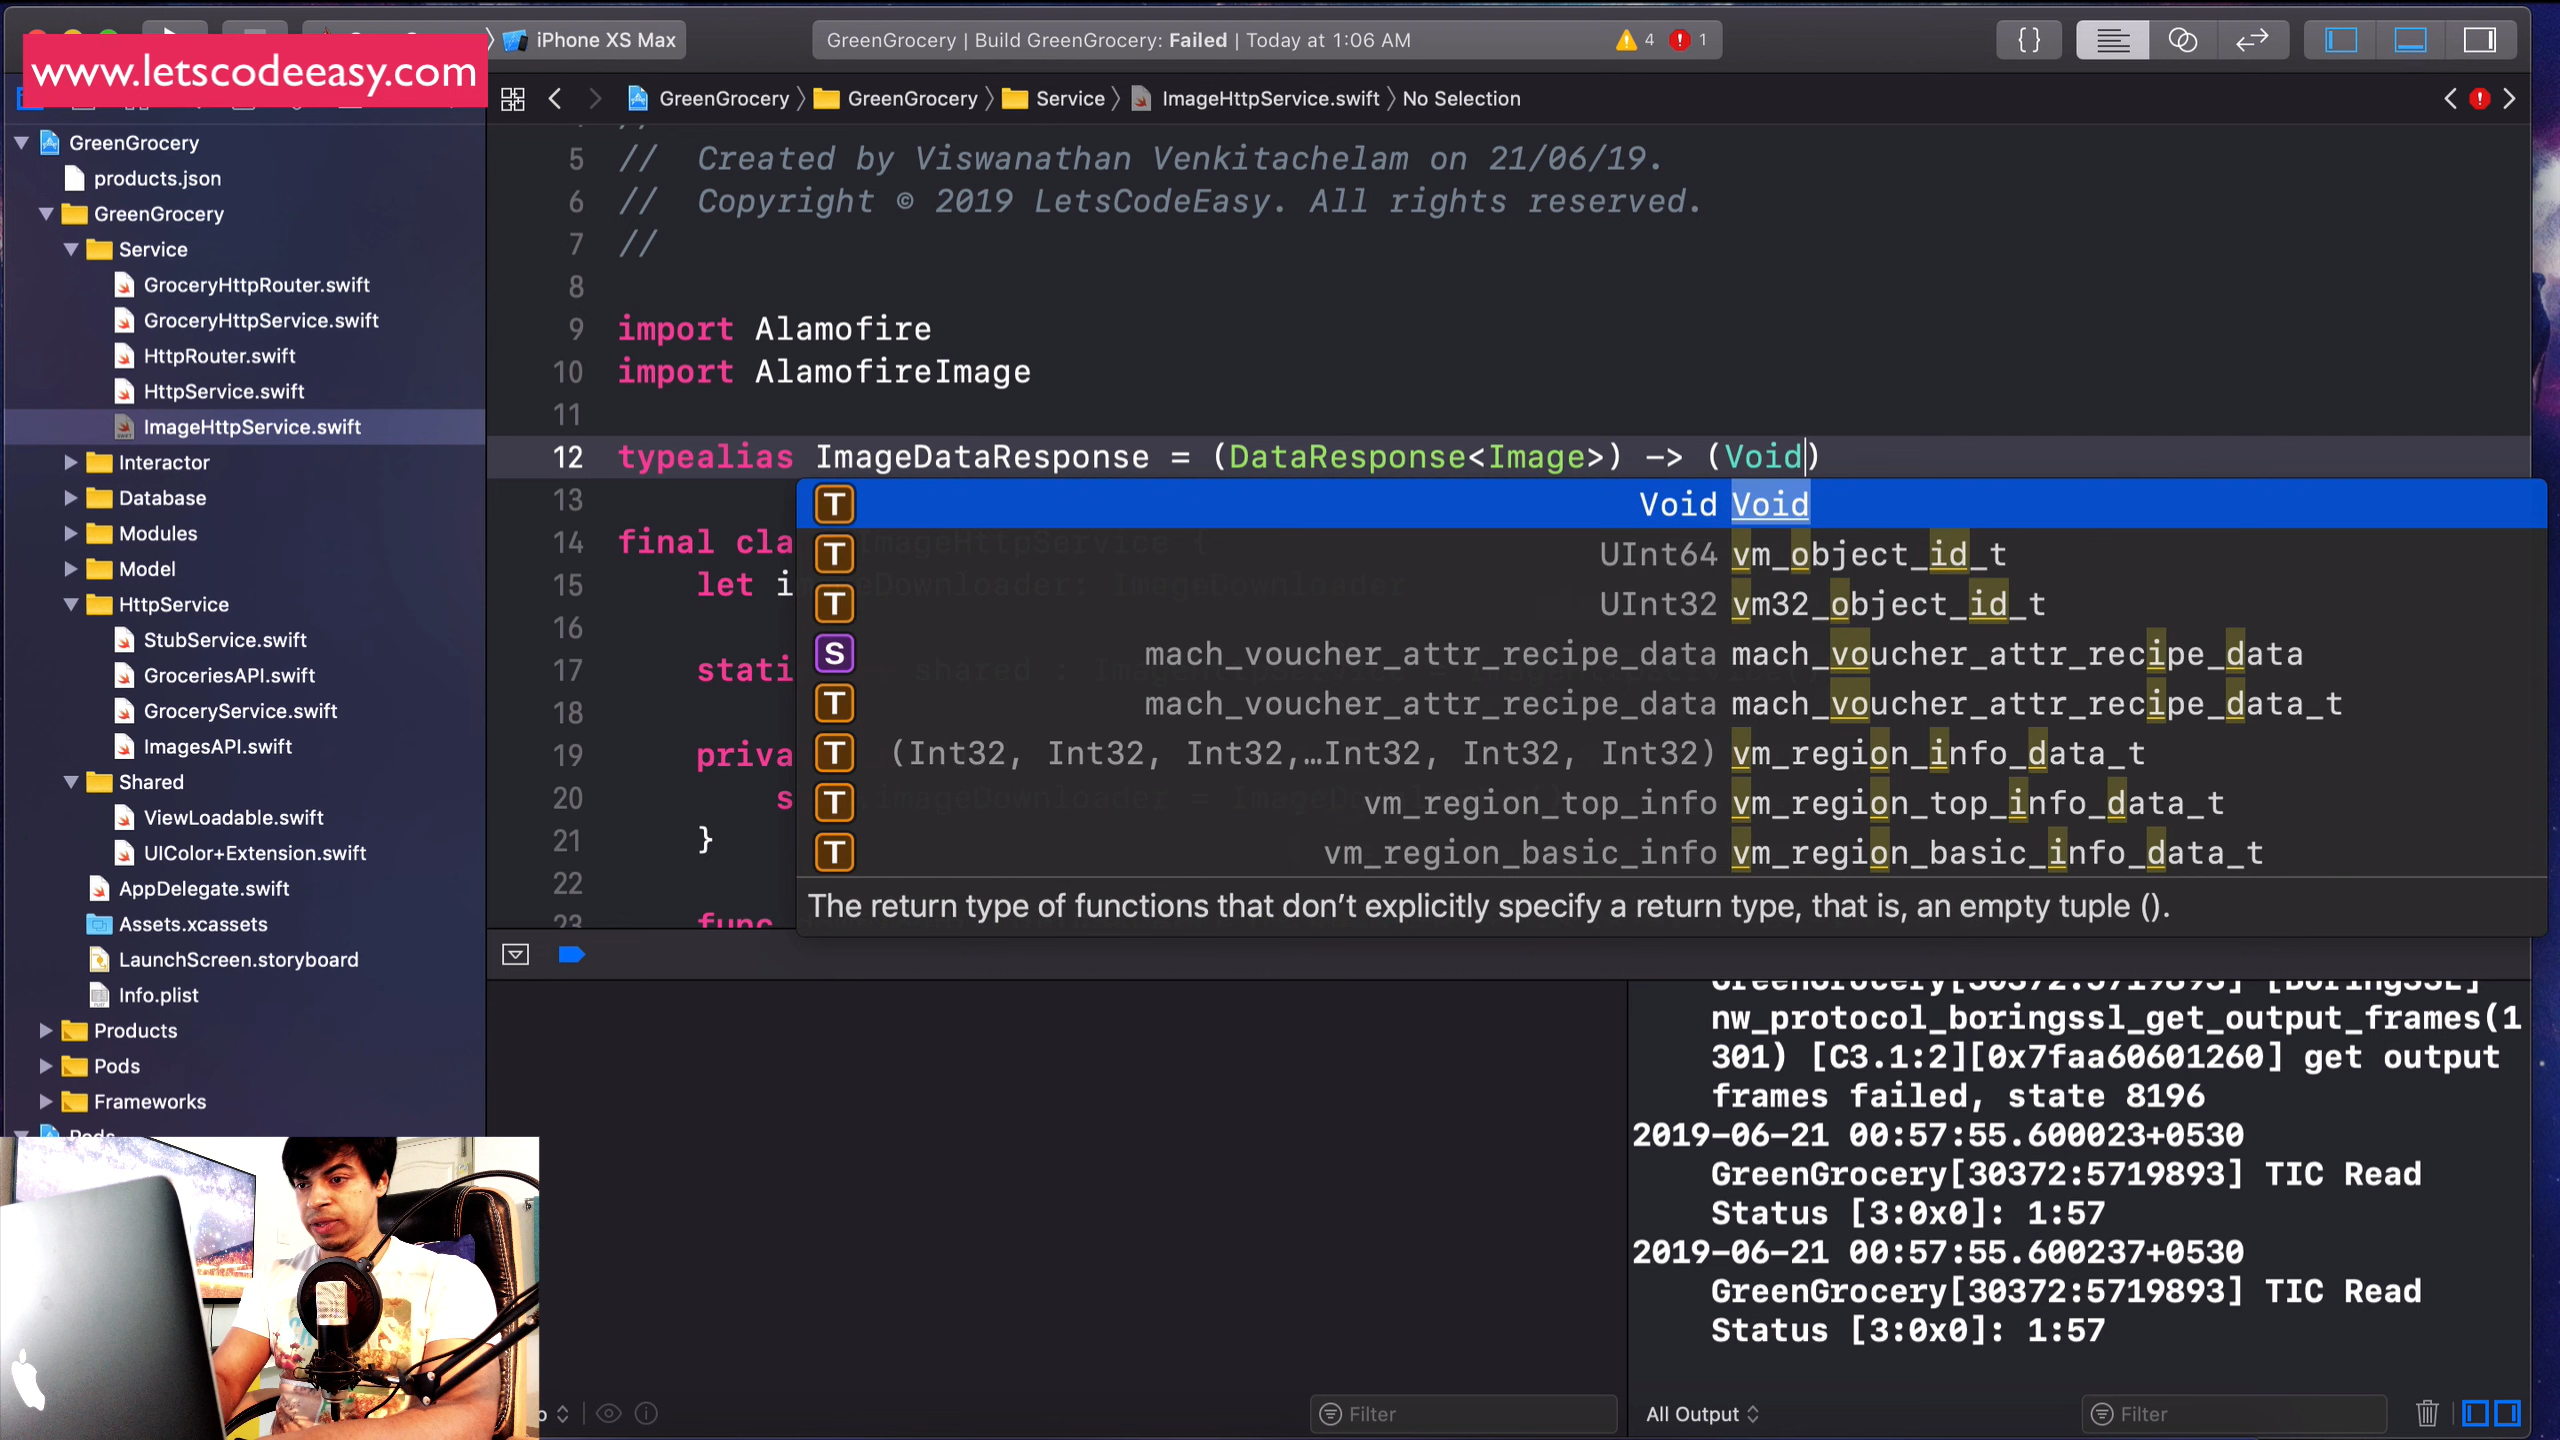 iPhone XS Max
GreenGrocery | Build GreenGrocery: Failed | Today at 1:06 AM
4
1
{}
www.letscodeeasy.com
GreenGrocery
GreenGrocery
Service
ImageHttpService.swift
No Selection
GreenGrocery
products.json
GreenGrocery
Service
GroceryHttpRouter.swift
GroceryHttpService.swift
HttpRouter.swift
HttpService.swift
ImageHttpService.swift
Interactor
Database
Modules
Model
HttpService
StubService.swift
GroceriesAPI.swift
GroceryService.swift
ImagesAPI.swift
Shared
ViewLoadable.swift
UIColor+Extension.swift
AppDelegate.swift
Assets.xcassets
LaunchScreen.storyboard
Info.plist
Products
Pods
Frameworks
Pods
5 // Created by Viswanathan Venkitachelam on 21/06/19.
6 // Copyright © 2019 LetsCodeEasy. All rights reserved.
7 //
8
9 import Alamofire
10 import AlamofireImage
11
12 typealias ImageDataResponse = (DataResponse<Image>) -> (Void)
13
14 final cla
15 let i
16
17 stati
18
19 priva
20 s
21 }
22
23 func
T Void Void
T UInt64 vm_object_id_t
T UInt32 vm32_object_id_t
S mach_voucher_attr_recipe_data mach_voucher_attr_recipe_data
T mach_voucher_attr_recipe_data mach_voucher_attr_recipe_data_t
T (Int32, Int32, Int32,…Int32, Int32, Int32) vm_region_info_data_t
T vm_region_top_info vm_region_top_info_data_t
T vm_region_basic_info vm_region_basic_info_data_t
The return type of functions that don’t explicitly specify a return type, that is, an empty tuple ().
GreenGrocery[30372:5719893] [BoringSSL]
nw_protocol_boringssl_get_output_frames(1
301) [C3.1:2][0x7faa60601260] get output
frames failed, state 8196
2019-06-21 00:57:55.600023+0530
GreenGrocery[30372:5719893] TIC Read
Status [3:0x0]: 1:57
2019-06-21 00:57:55.600237+0530
GreenGrocery[30372:5719893] TIC Read
Status [3:0x0]: 1:57
Filter
All Output
Filter